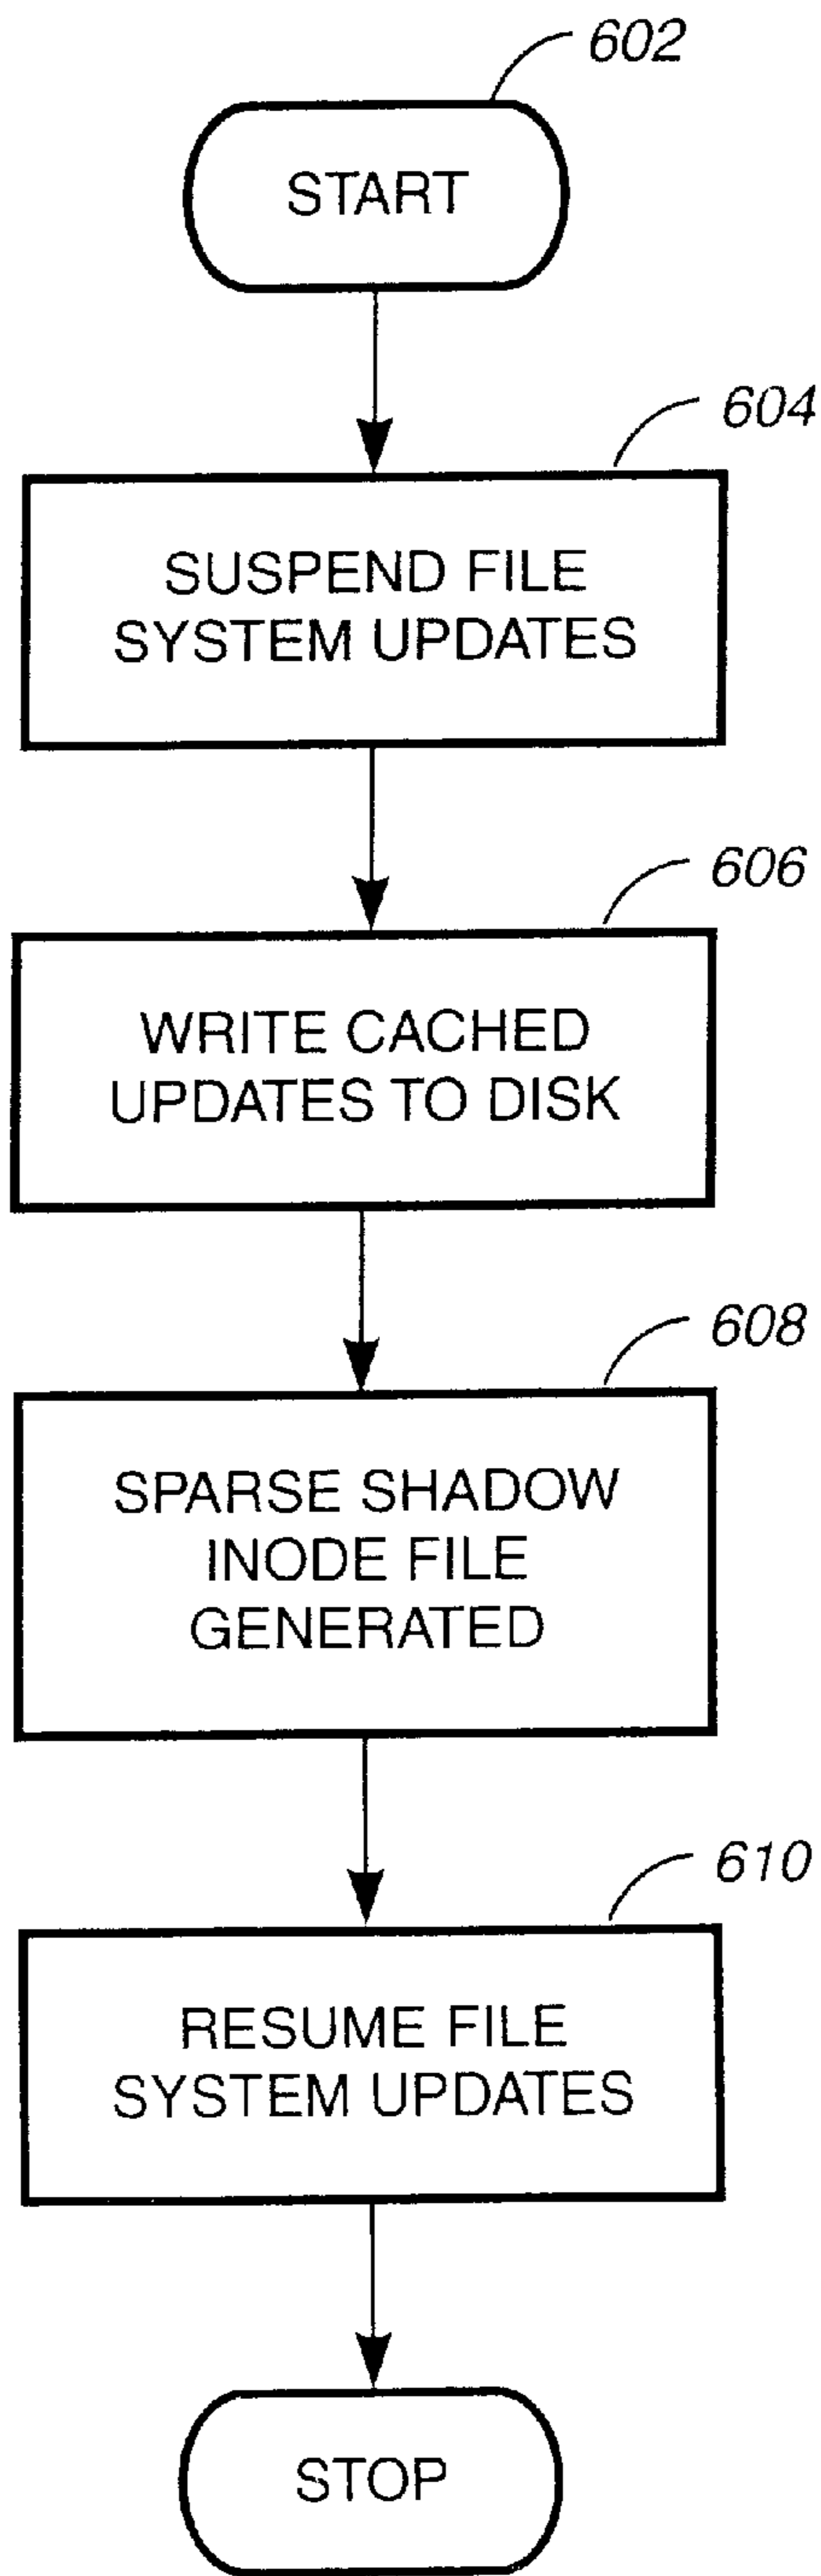 602
START
604
SUSPEND FILE
SYSTEM UPDATES
606
WRITE CACHED
UPDATES TO DISK
608
SPARSE SHADOW
INODE FILE
GENERATED
610
RESUME FILE
SYSTEM UPDATES
STOP